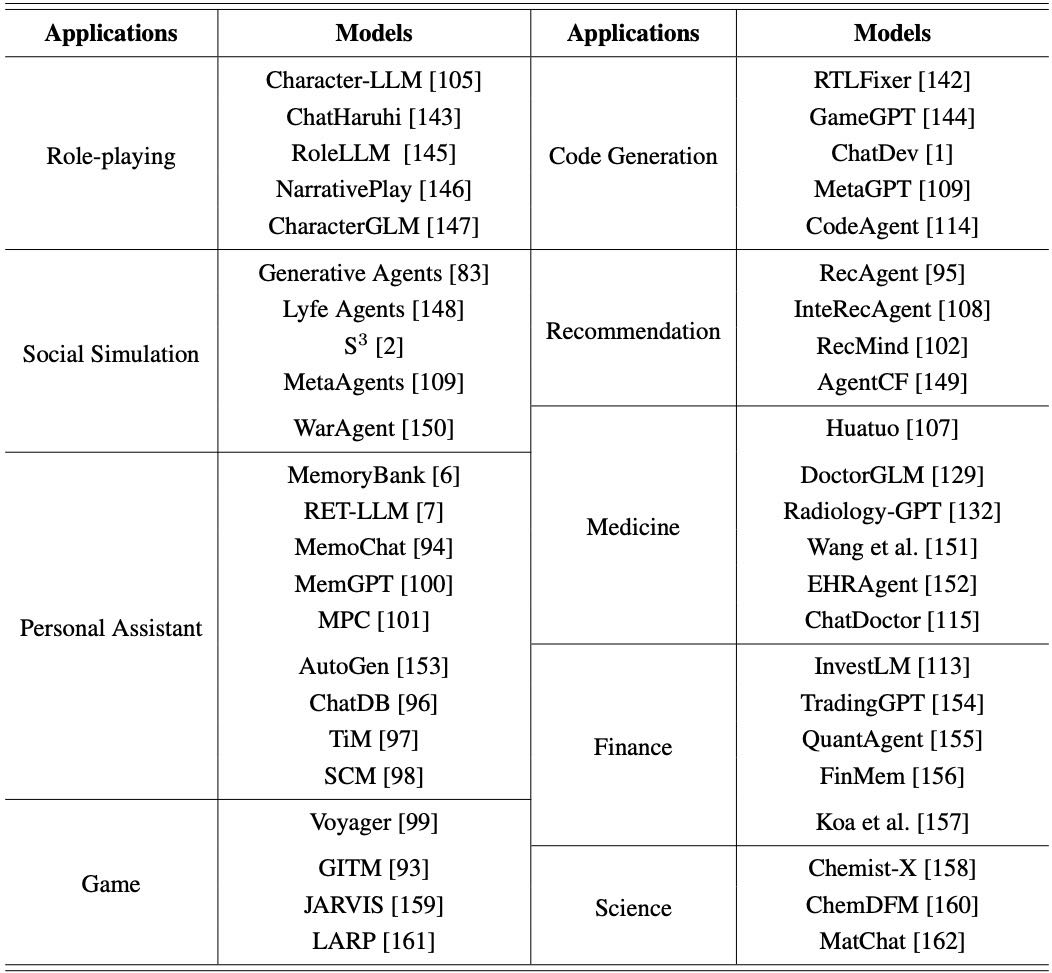 Applications Models Applications Models
Character-LLM [105] RTLFixer [142]
ChatHaruhi [143] GameGPT [144]
Role-playing RoleLLM [145] Code Generation ChatDev [1]
NarrativePlay [146] MetaGPT [109]
CharacterGLM [147] CodeAgent [114]
Generative Agents [83] RecAgent [95]
Lyfe Agents [148] InteRecAgent [108]
Social Simulation S³ [2] Recommendation RecMind [102]
MetaAgents [109] AgentCF [149]
WarAgent [150] Huatuo [107]
MemoryBank [6] DoctorGLM [129]
RET-LLM [7] Medicine Radiology-GPT [132]
MemoChat [94] Wang et al. [151]
MemGPT [100] EHRAgent [152]
Personal Assistant MPC [101] ChatDoctor [115]
AutoGen [153] InvestLM [113]
ChatDB [96] TradingGPT [154]
TiM [97] Finance QuantAgent [155]
SCM [98] FinMem [156]
Voyager [99] Koa et al. [157]
Game GITM [93] Chemist-X [158]
JARVIS [159] Science ChemDFM [160]
LARP [161] MatChat [162]